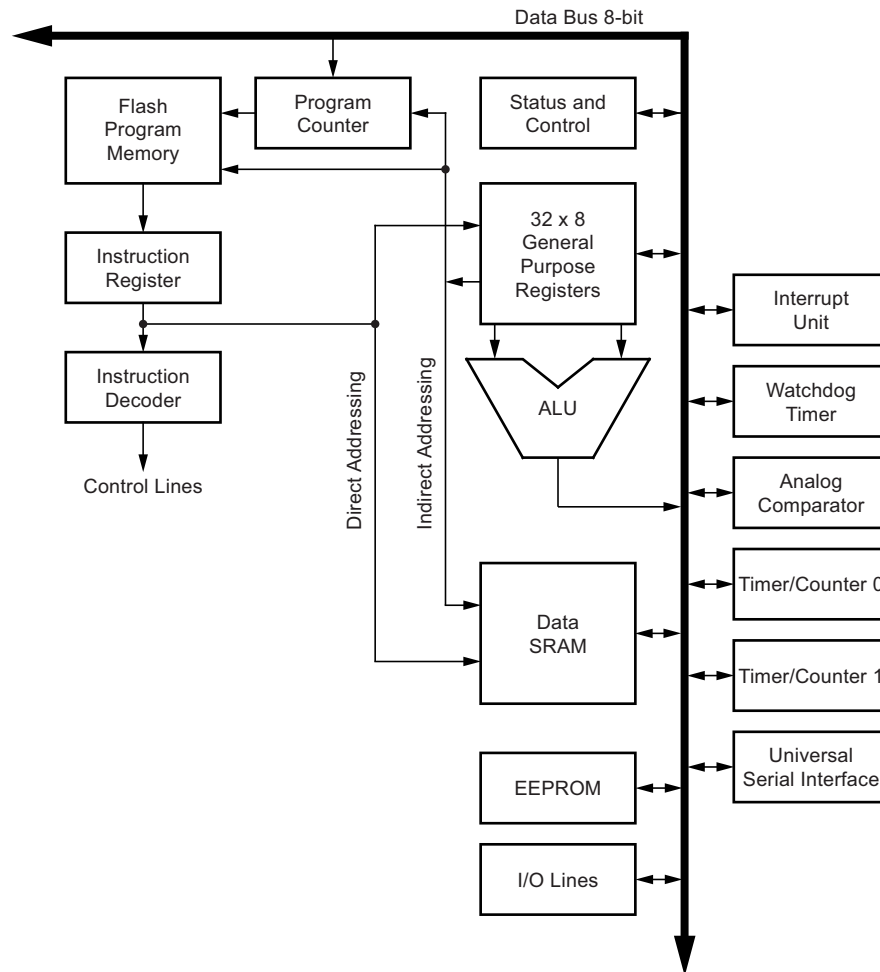 Data Bus 8-bit
Flash
Program
Memory
Program
Counter
Status and
Control
32 x 8
General
Purpose
Registers
Instruction
Register
Instruction
Decoder
Control Lines
Direct Addressing
Indirect Addressing
ALU
Data
SRAM
EEPROM
I/O Lines
Interrupt
Unit
Watchdog
Timer
Analog
Comparator
Timer/Counter 0
Timer/Counter 1
Universal
Serial Interface